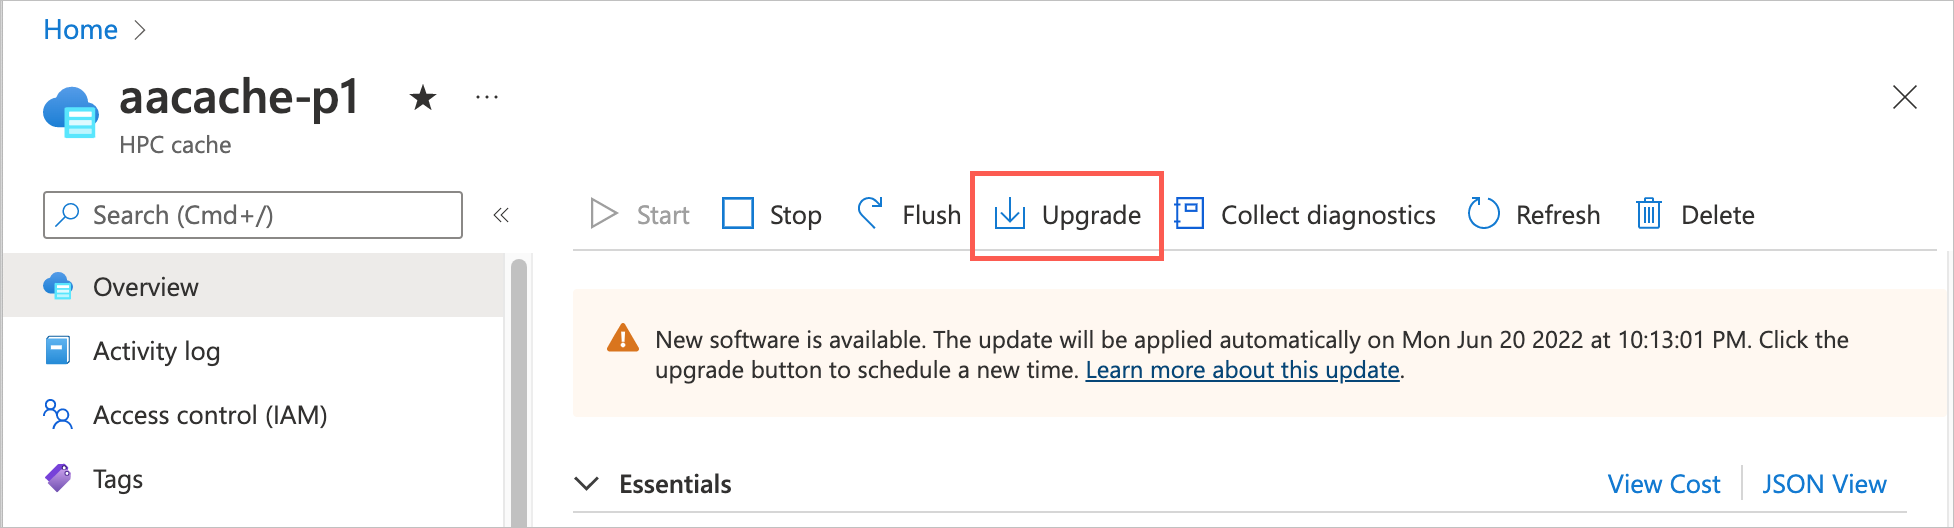 Home
aacache-p1
HPC cache
Search (Cmd+/)
Start Stop Flush Upgrade Collect diagnostics Refresh Delete
Overview
Activity log
Access control (IAM)
Tags
New software is available. The update will be applied automatically on Mon Jun 20 2022 at 10:13:01 PM. Click the
upgrade button to schedule a new time. Learn more about this update.
Essentials
View Cost
JSON View